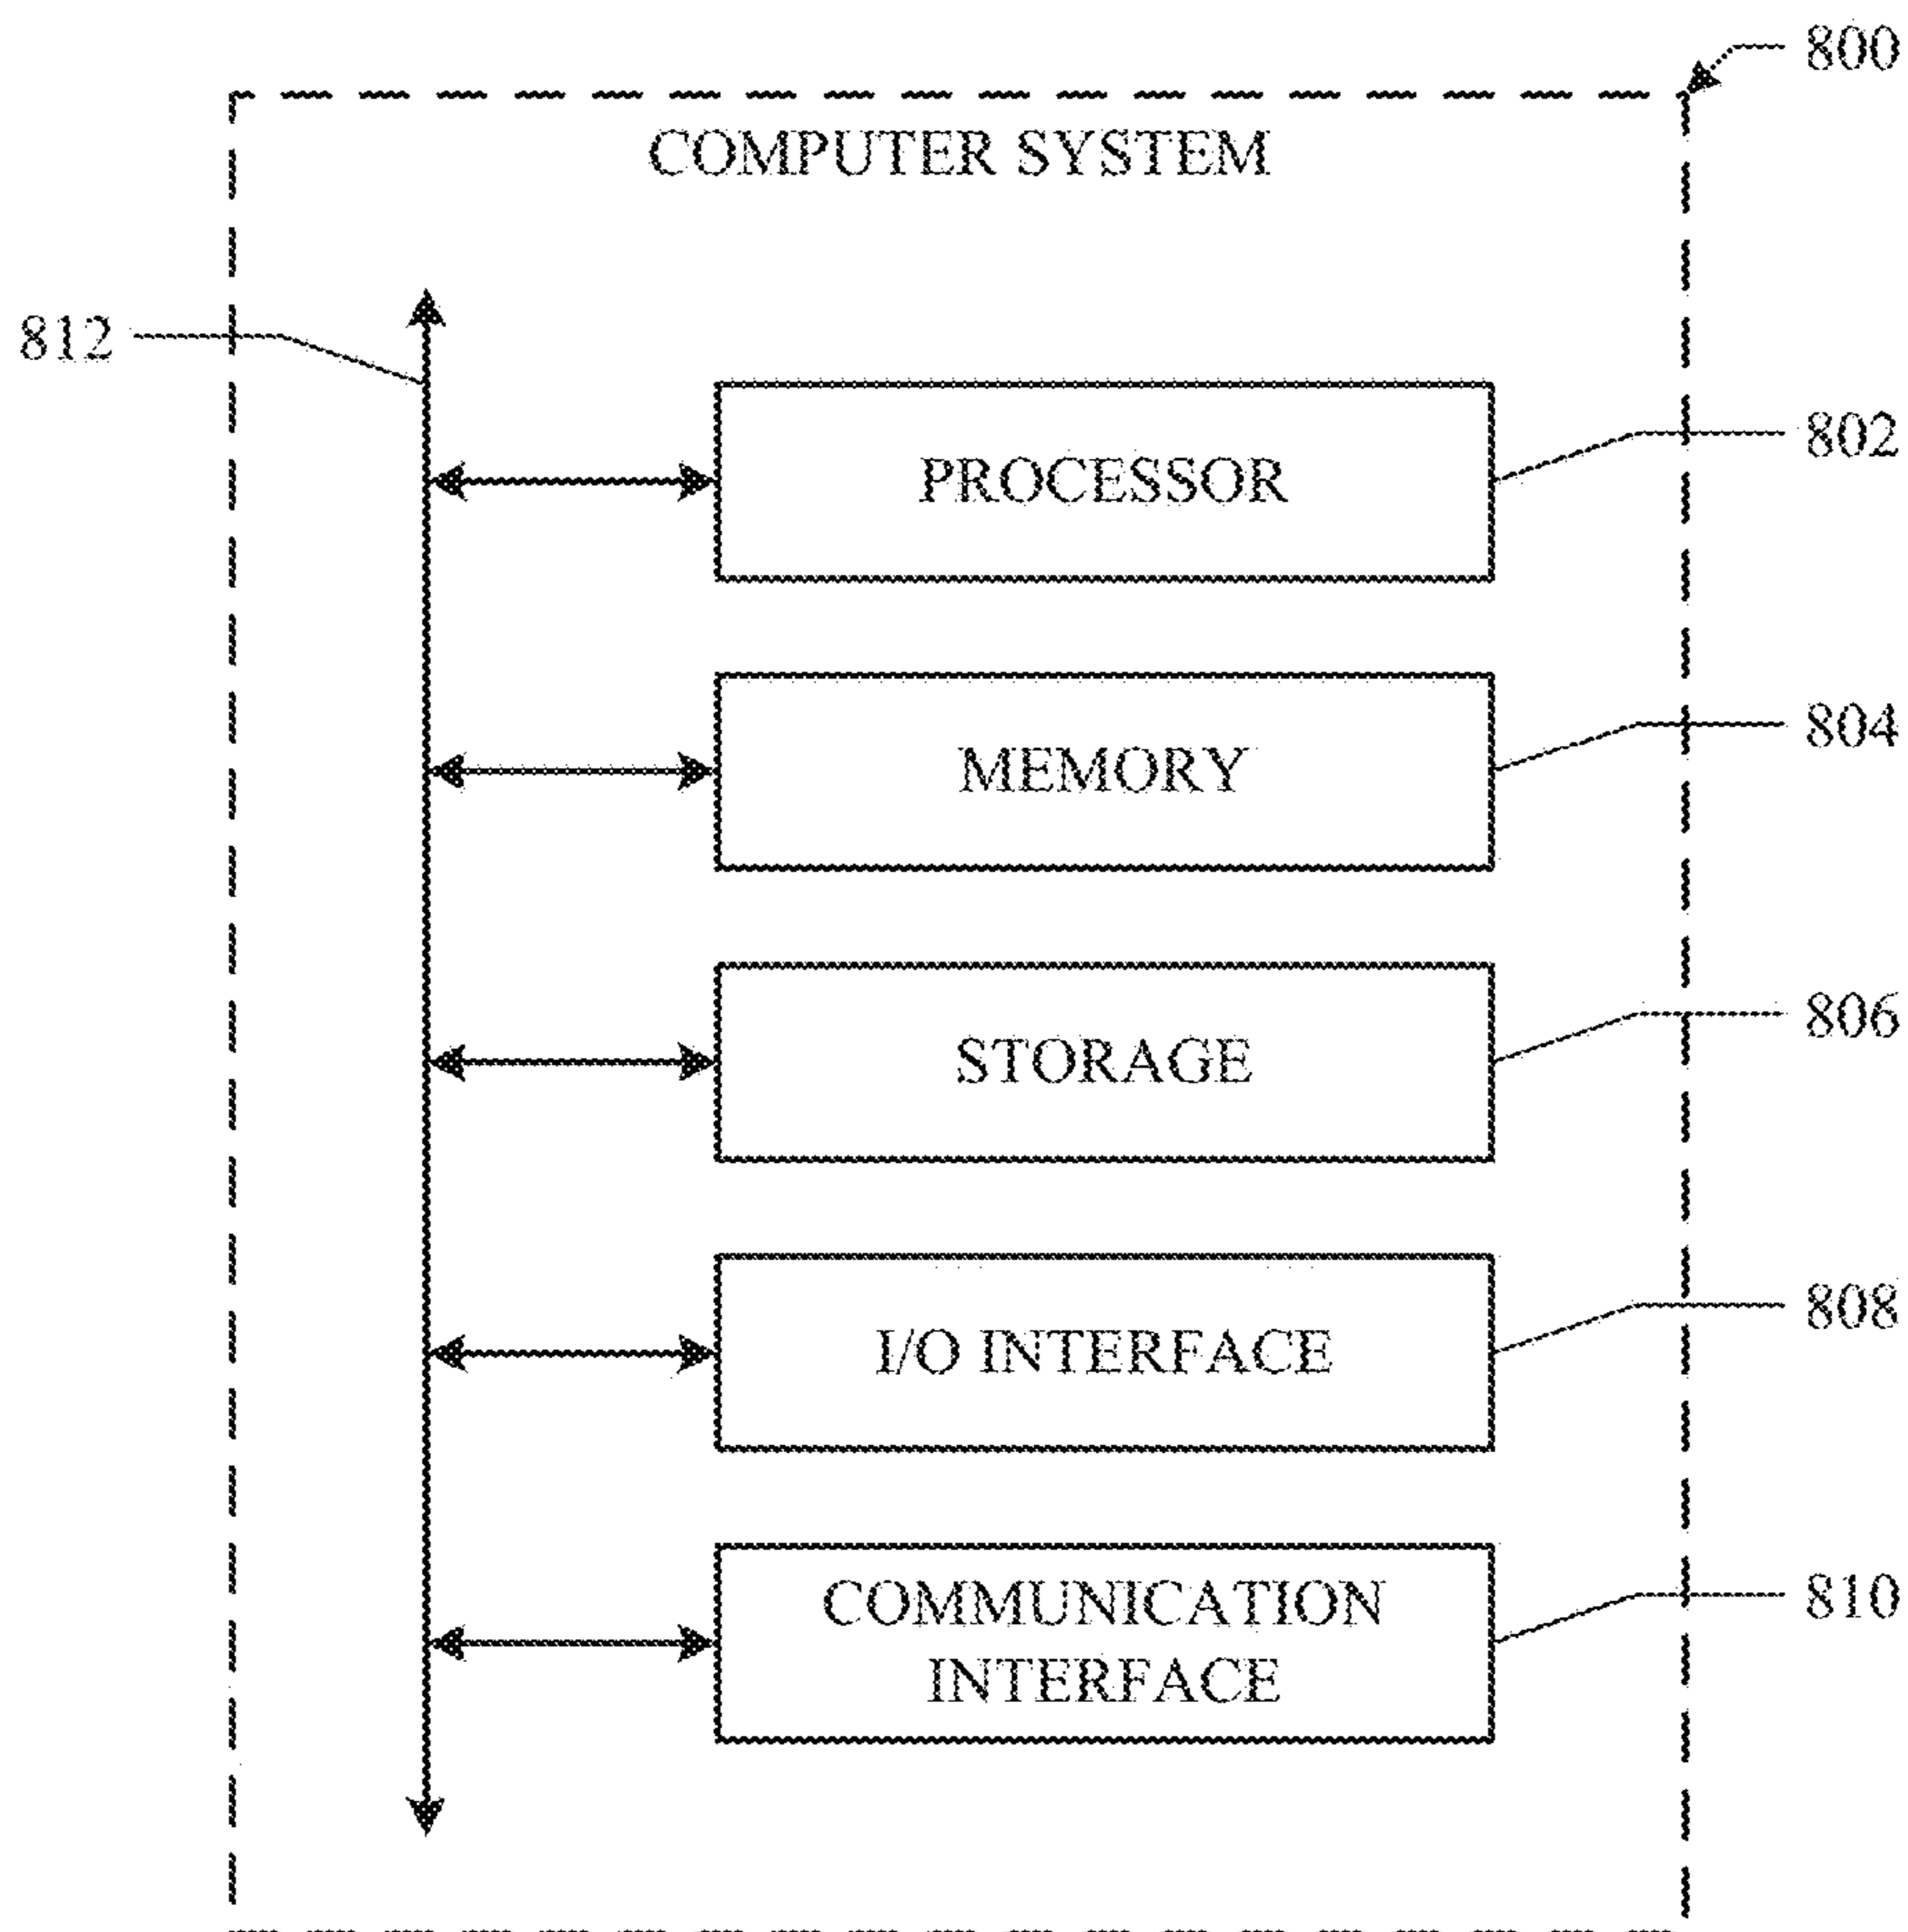 800
COMPUTER SYSTEM
812
PROCESSOR
802
MEMORY
804
STORAGE
806
I/O INTERFACE
808
COMMUNICATION
INTERFACE
810